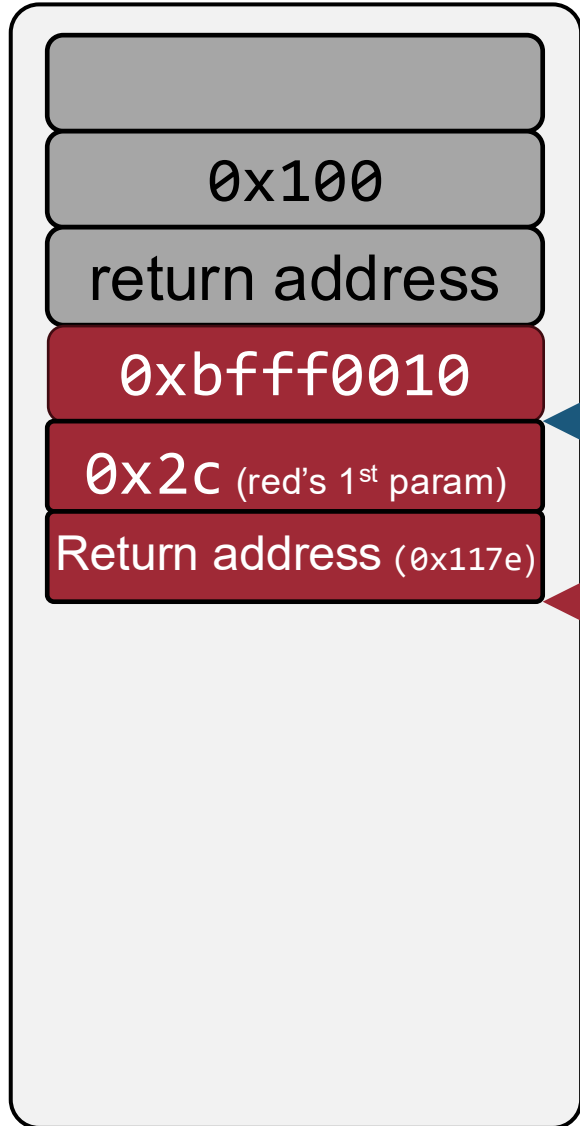 0x100
return address
0xbfff0010
0x2c (red's 1st param)
Return address (0x117e)